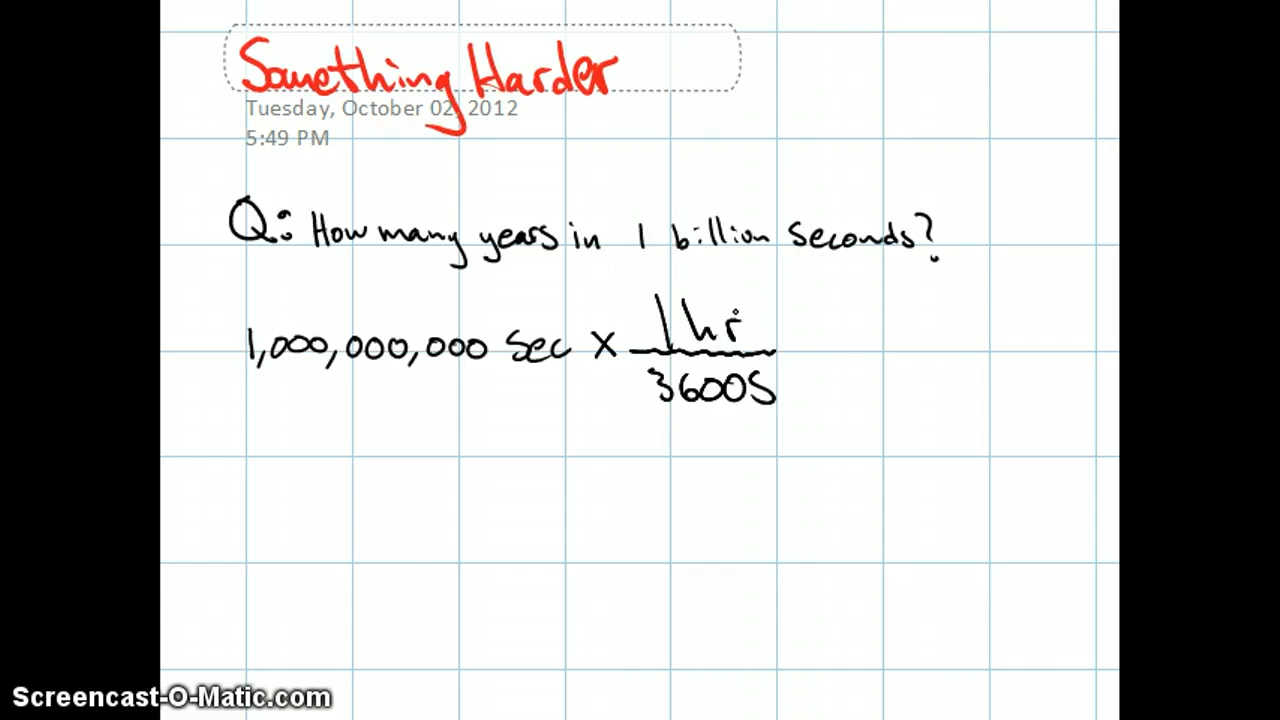 Something Harder
Tuesday, October 02, 2012
5:49 PM
Q: How many years in 1 billion seconds?
1,000,000,000 sec x 1 hr
3600s
Screencast-O-Matic.com